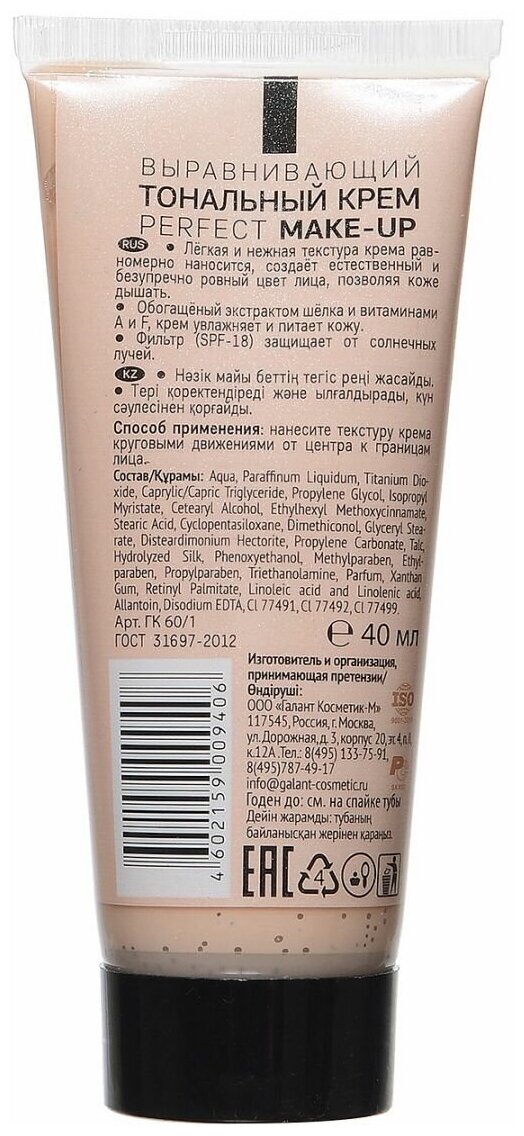 ВЫРАВНИВАЮЩИЙ
ТОНАЛЬНЫЙ КРЕМ
PERFECT MAKE-UP
RUS • Лёгкая и нежная текстура крема рав-
номерно наносится, создаёт естественный и
безупречно ровный цвет лица, позволяя коже
дышать.
• Обогащёный экстрактом шёлка и витаминами
А и F, крем увлажняет и питает кожу.
• Фильтр (SPF-18) защищает от солнечных
лучей.
KZ • Нәзік майы беттің тегіс реңі жасайды.
• Тері қоректендіреді және ылғалдырады, күн
сәулесінен қорғайды.
Способ применения: нанесите текстуру крема
круговыми движениями от центра к границам
лица.
Состав/Құрамы: Aqua, Paraffinum Liquidum, Titanium Dio-
xide, Caprylic/Capric Triglyceride, Propylene Glycol, Isopropyl
Myristate, Cetearyl Alcohol, Ethylhexyl Methoxycinnamate,
Stearic Acid, Cyclopentasiloxane, Dimethiconol, Glyceryl Stea-
rate, Disteardimonium Hectorite, Propylene Carbonate, Talc,
Hydrolyzed Silk, Phenoxyethanol, Methylparaben, Ethyl-
paraben, Propylparaben, Triethanolamine, Parfum, Xanthan
Gum, Retinyl Palmitate, Linoleic acid and Linolenic acid,
Allantoin, Disodium EDTA, CI 77491, CI 77492, CI 77499.
Арт. ГК 60/1
ГОСТ 31697-2012
℮ 40 мл
Изготовитель и организация,
принимающая претензии/
Өндіруші:
ООО «Галант Косметик-М»
117545, Россия, г. Москва,
ул. Дорожная, д. 3, корпус 20, эт. 4, п. II,
к.12А .Тел.: 8(495) 133-75-91,
8(495)787-49-17
info@galant-cosmetic.ru
Годен до: см. на спайке тубы
Дейін жарамды: тубаның
байланысқан жерінен қараңыз.
ISO
4 602159 009406
EAC 4